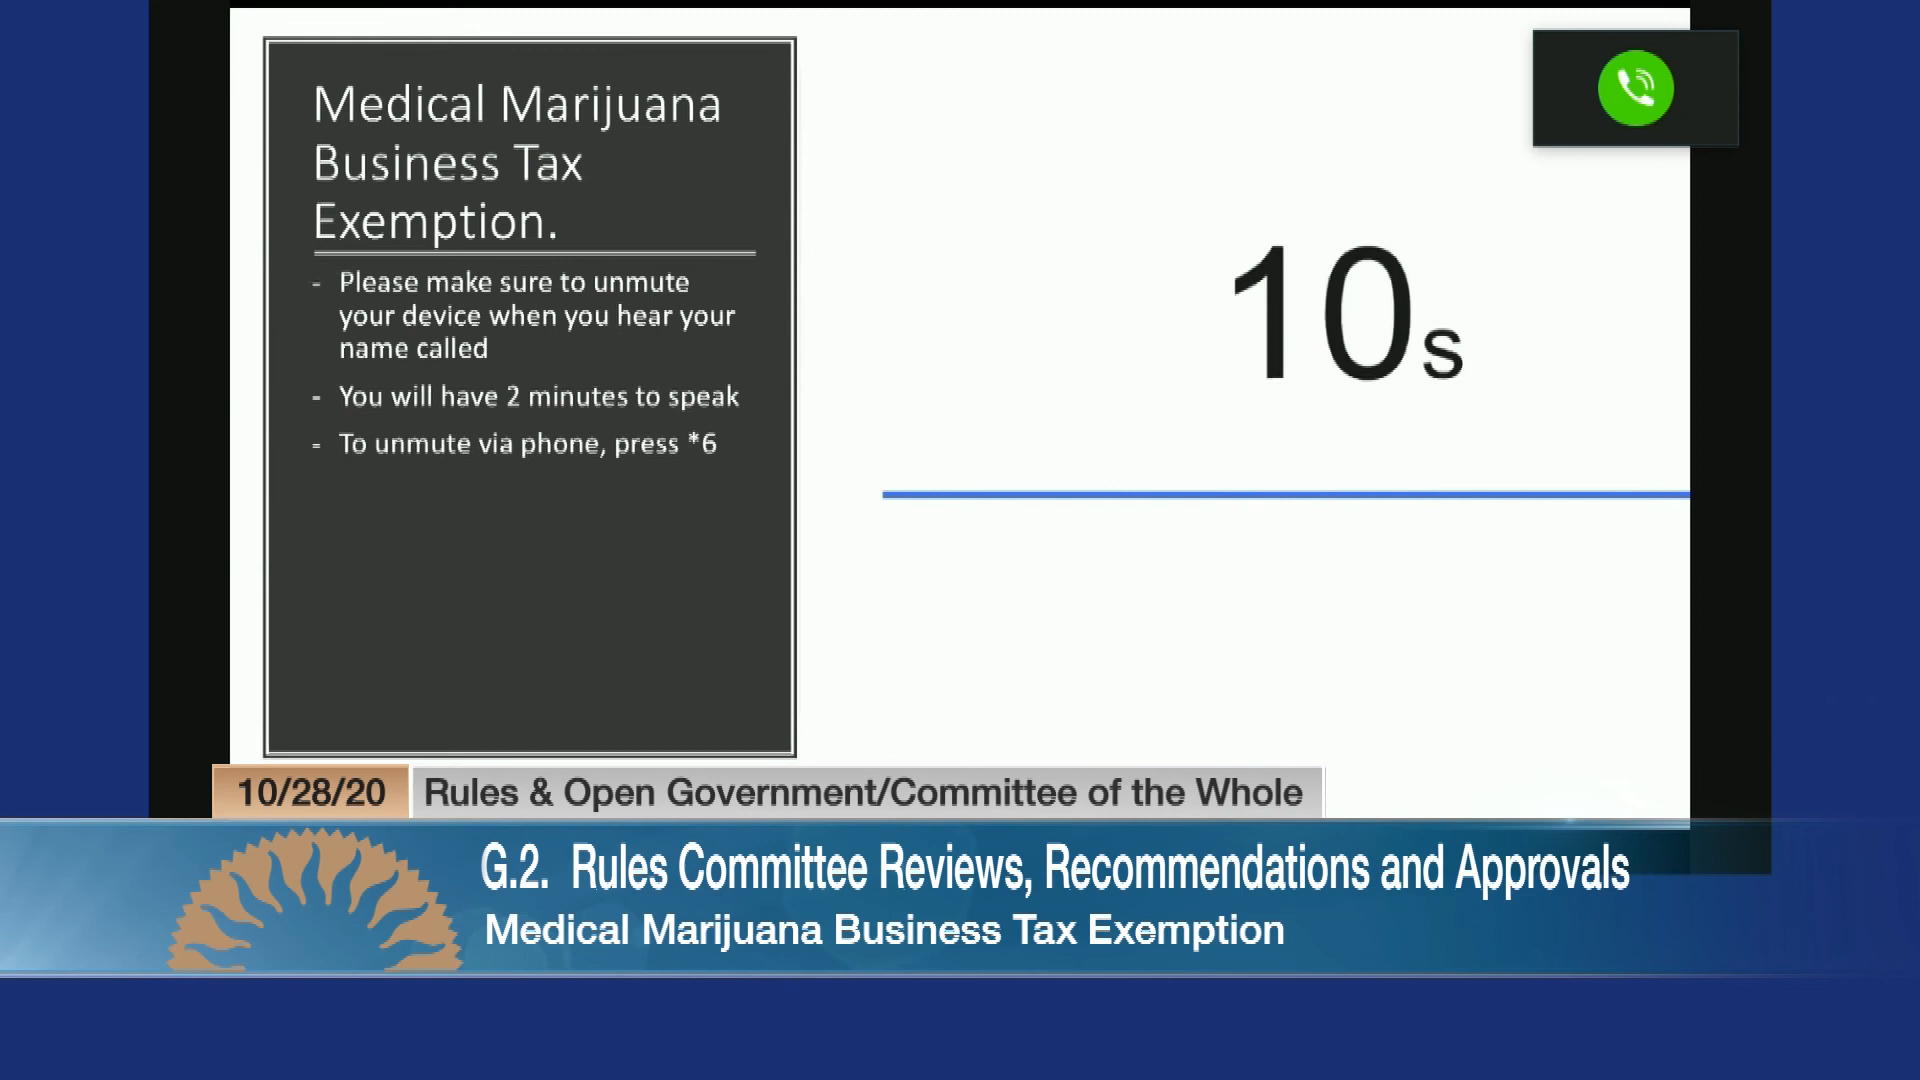 Medical Marijuana
Business Tax
Exemption.
- Please make sure to unmute
your device when you hear your
name called
- You will have 2 minutes to speak
- To unmute via phone, press *6
10s
10/28/20 Rules & Open Government/Committee of the Whole
G.2. Rules Committee Reviews, Recommendations and Approvals
Medical Marijuana Business Tax Exemption